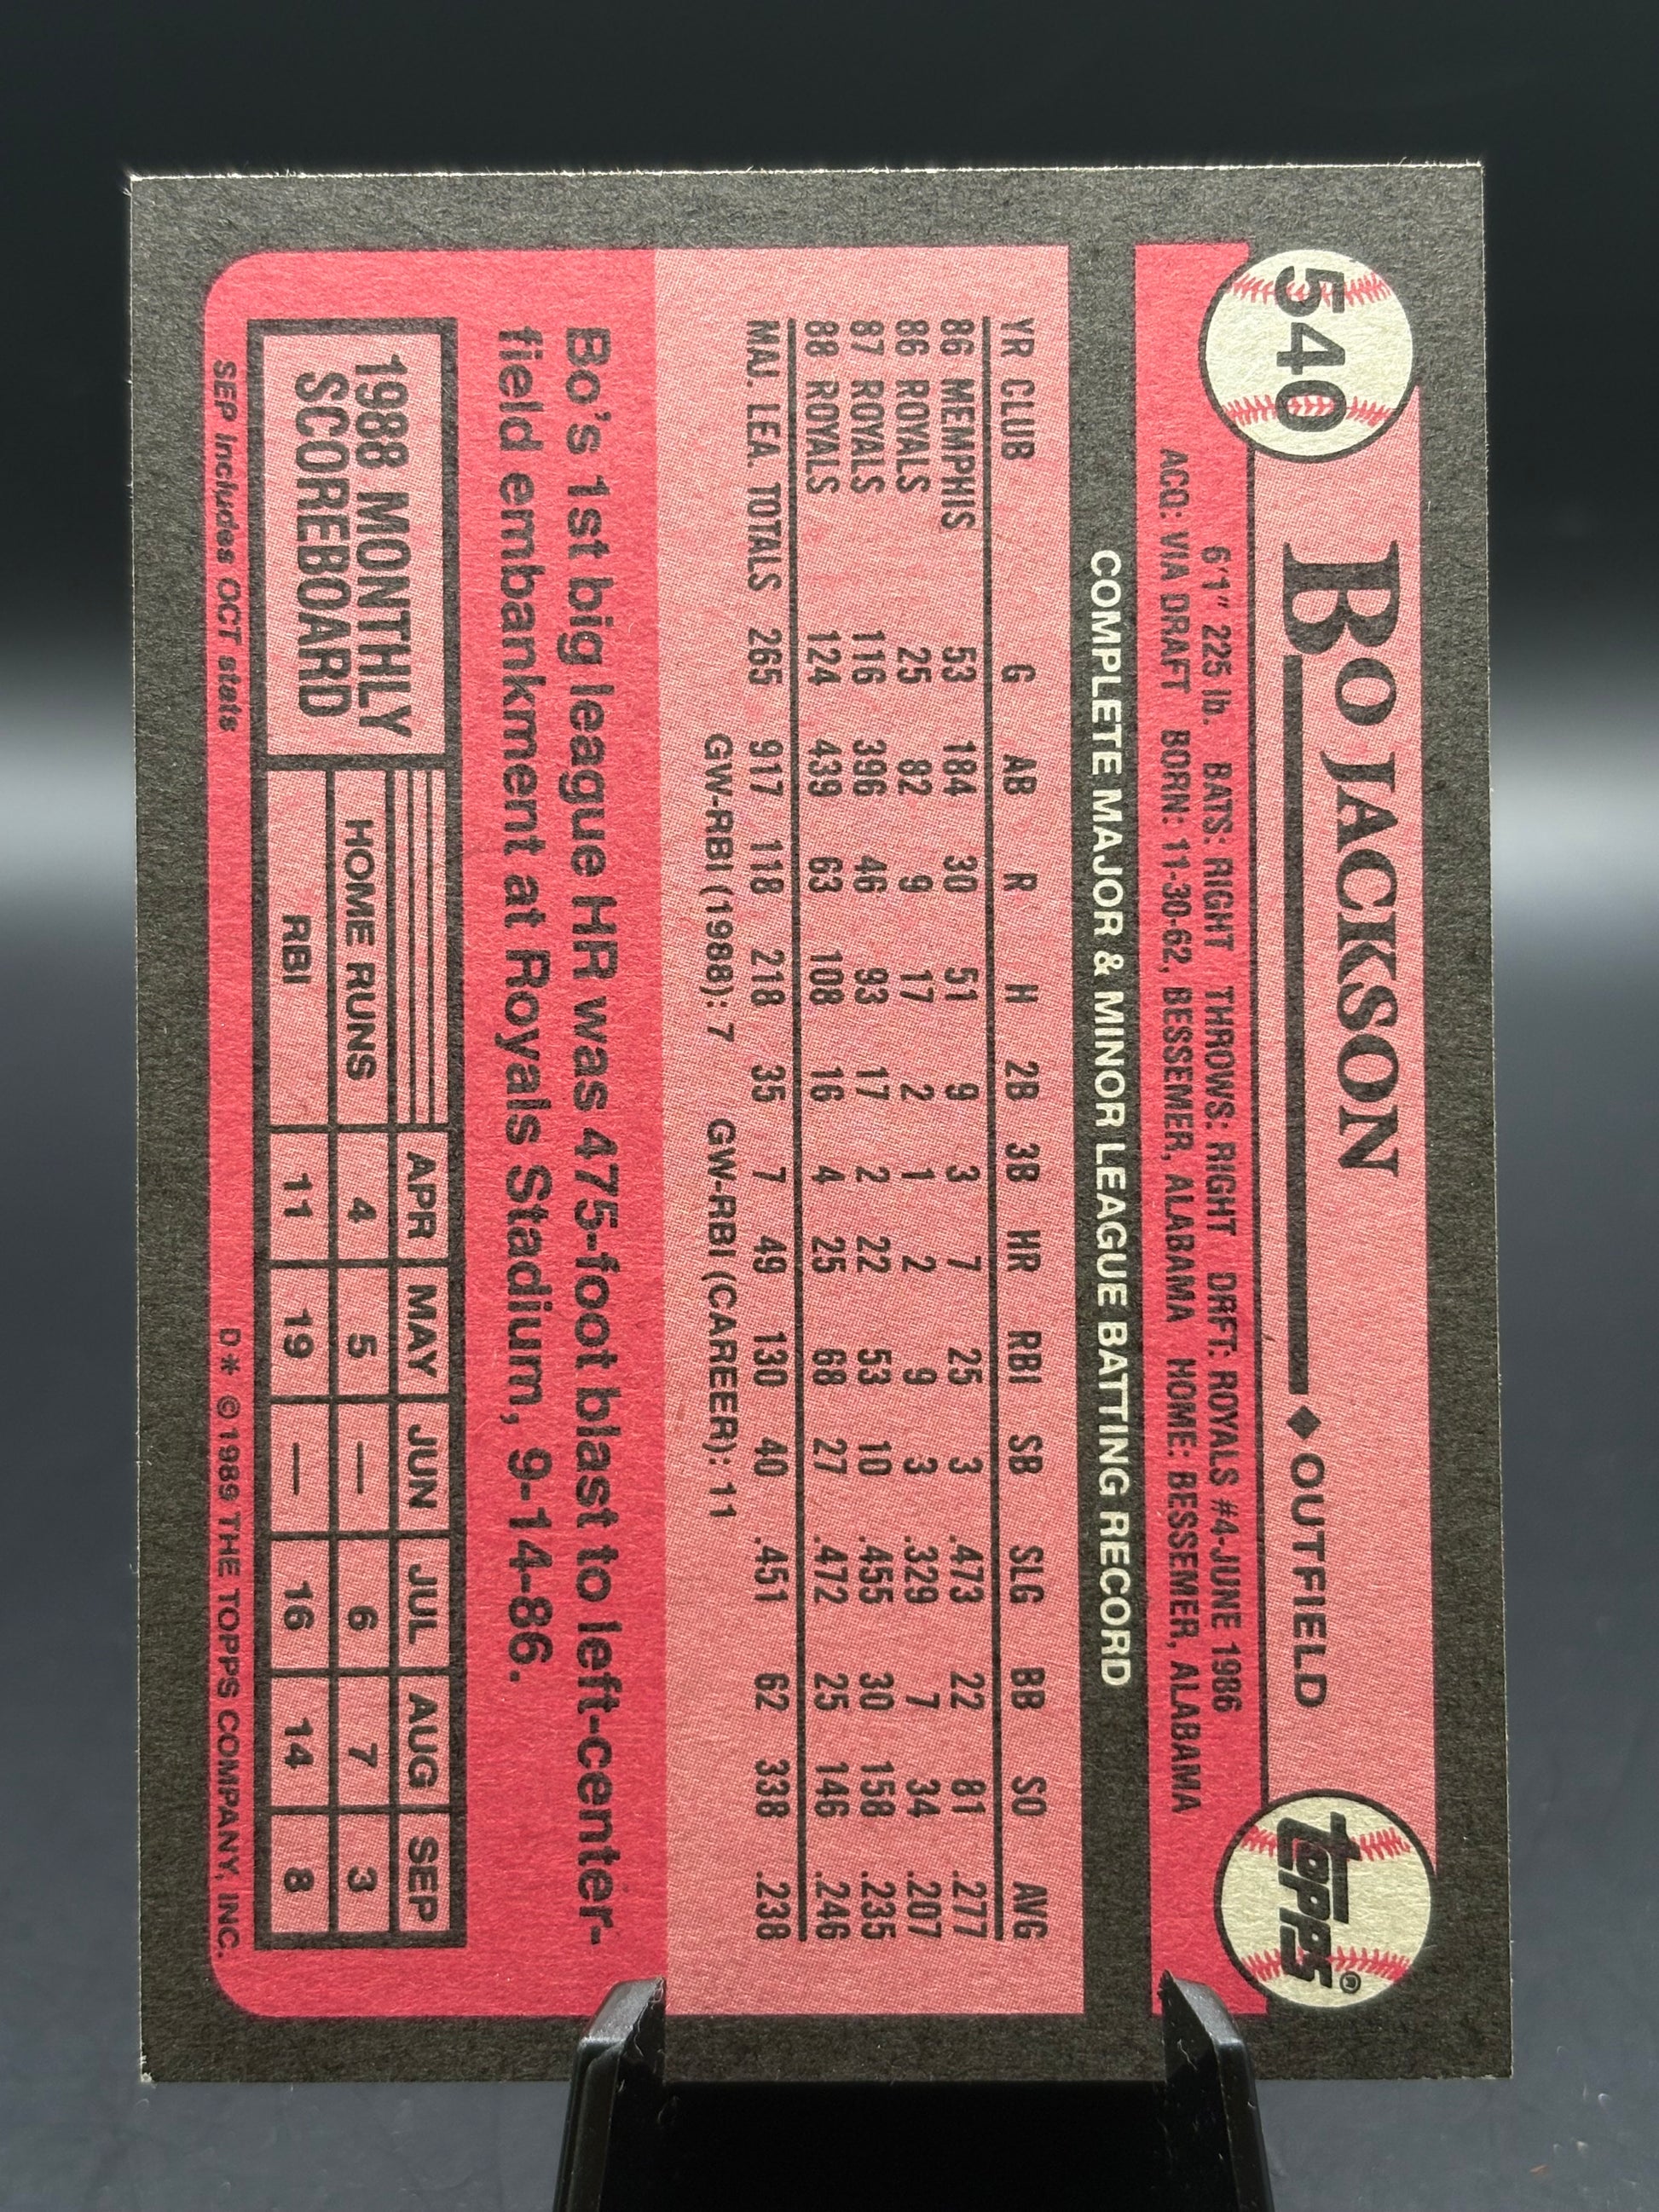 540
BO JACKSON ◆ OUTFIELD
topps®
6'1" 225 lb. BATS: RIGHT THROWS: RIGHT DRFT: ROYALS #4-JUNE 1986
ACQ: VIA DRAFT BORN: 11-30-62, BESSEMER, ALABAMA HOME: BESSEMER, ALABAMA
COMPLETE MAJOR & MINOR LEAGUE BATTING RECORD
YR CLUB G AB R H 2B 3B HR RBI SB SLG BB SO AVG
86 MEMPHIS 53 184 30 51 9 3 7 25 3 .473 22 81 .277
86 ROYALS 25 82 9 17 2 1 2 9 3 .329 7 34 .207
87 ROYALS 116 396 46 93 17 2 22 53 10 .455 30 158 .235
88 ROYALS 124 439 63 108 16 4 25 68 27 .472 25 146 .246
MAJ. LEA. TOTALS 265 917 118 218 35 7 49 130 40 .451 62 338 .238
GW-RBI (1988): 7 GW-RBI (CAREER): 11
Bo's 1st big league HR was 475-foot blast to left-center-
field embankment at Royals Stadium, 9-14-86.
1988 MONTHLY
SCOREBOARD
APR MAY JUN JUL AUG SEP
HOME RUNS 4 5 — 6 7 3
RBI 11 19 — 16 14 8
SEP includes OCT stats
D* ©1989 THE TOPPS COMPANY, INC.